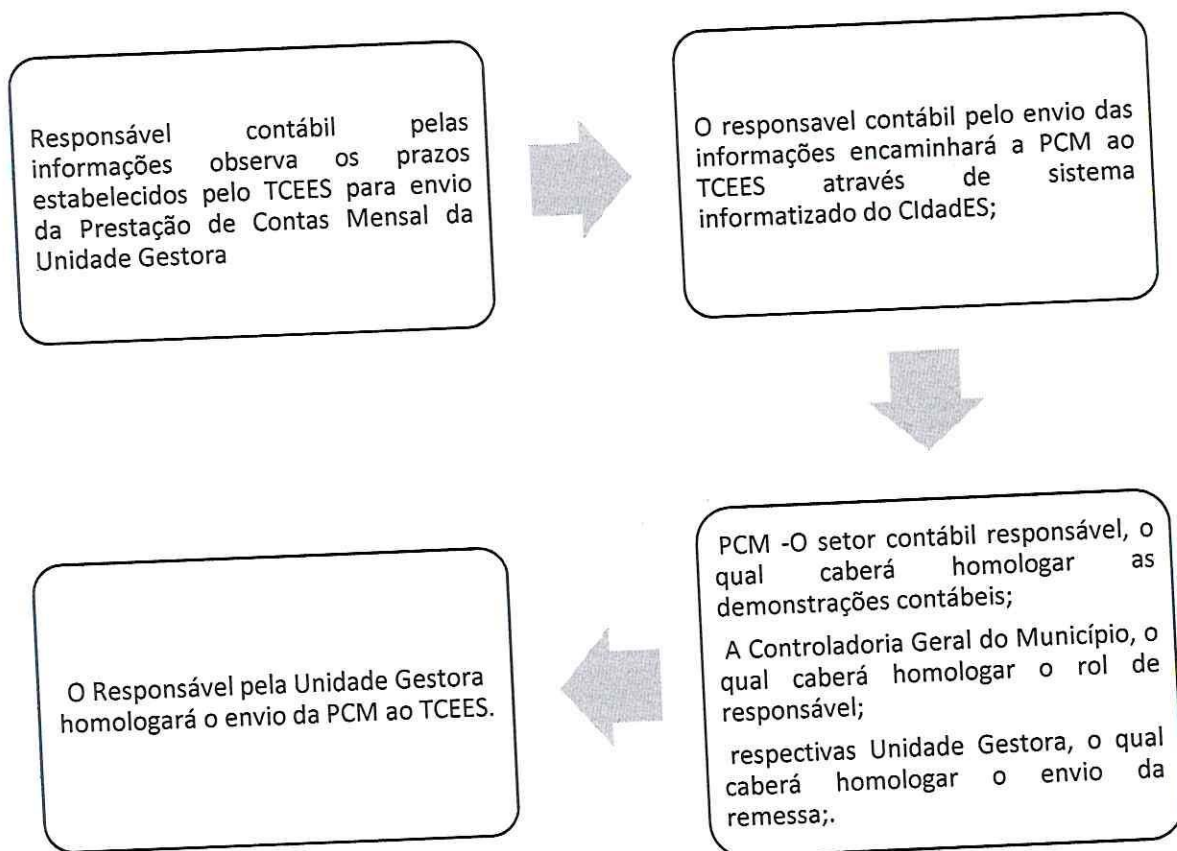 Responsável contábil pelas
informações observa os prazos
estabelecidos pelo TCEES para envio
da Prestação de Contas Mensal da
Unidade Gestora
O responsavel contábil pelo envio das
informações encaminhará a PCM ao
TCEES através de sistema
informatizado do CIdadES;
PCM -O setor contábil responsável, o
qual caberá homologar as
demonstrações contábeis;
A Controladoria Geral do Município, o
qual caberá homologar o rol de
responsável;
respectivas Unidade Gestora, o qual
caberá homologar o envio da
remessa;.
O Responsável pela Unidade Gestora
homologará o envio da PCM ao TCEES.